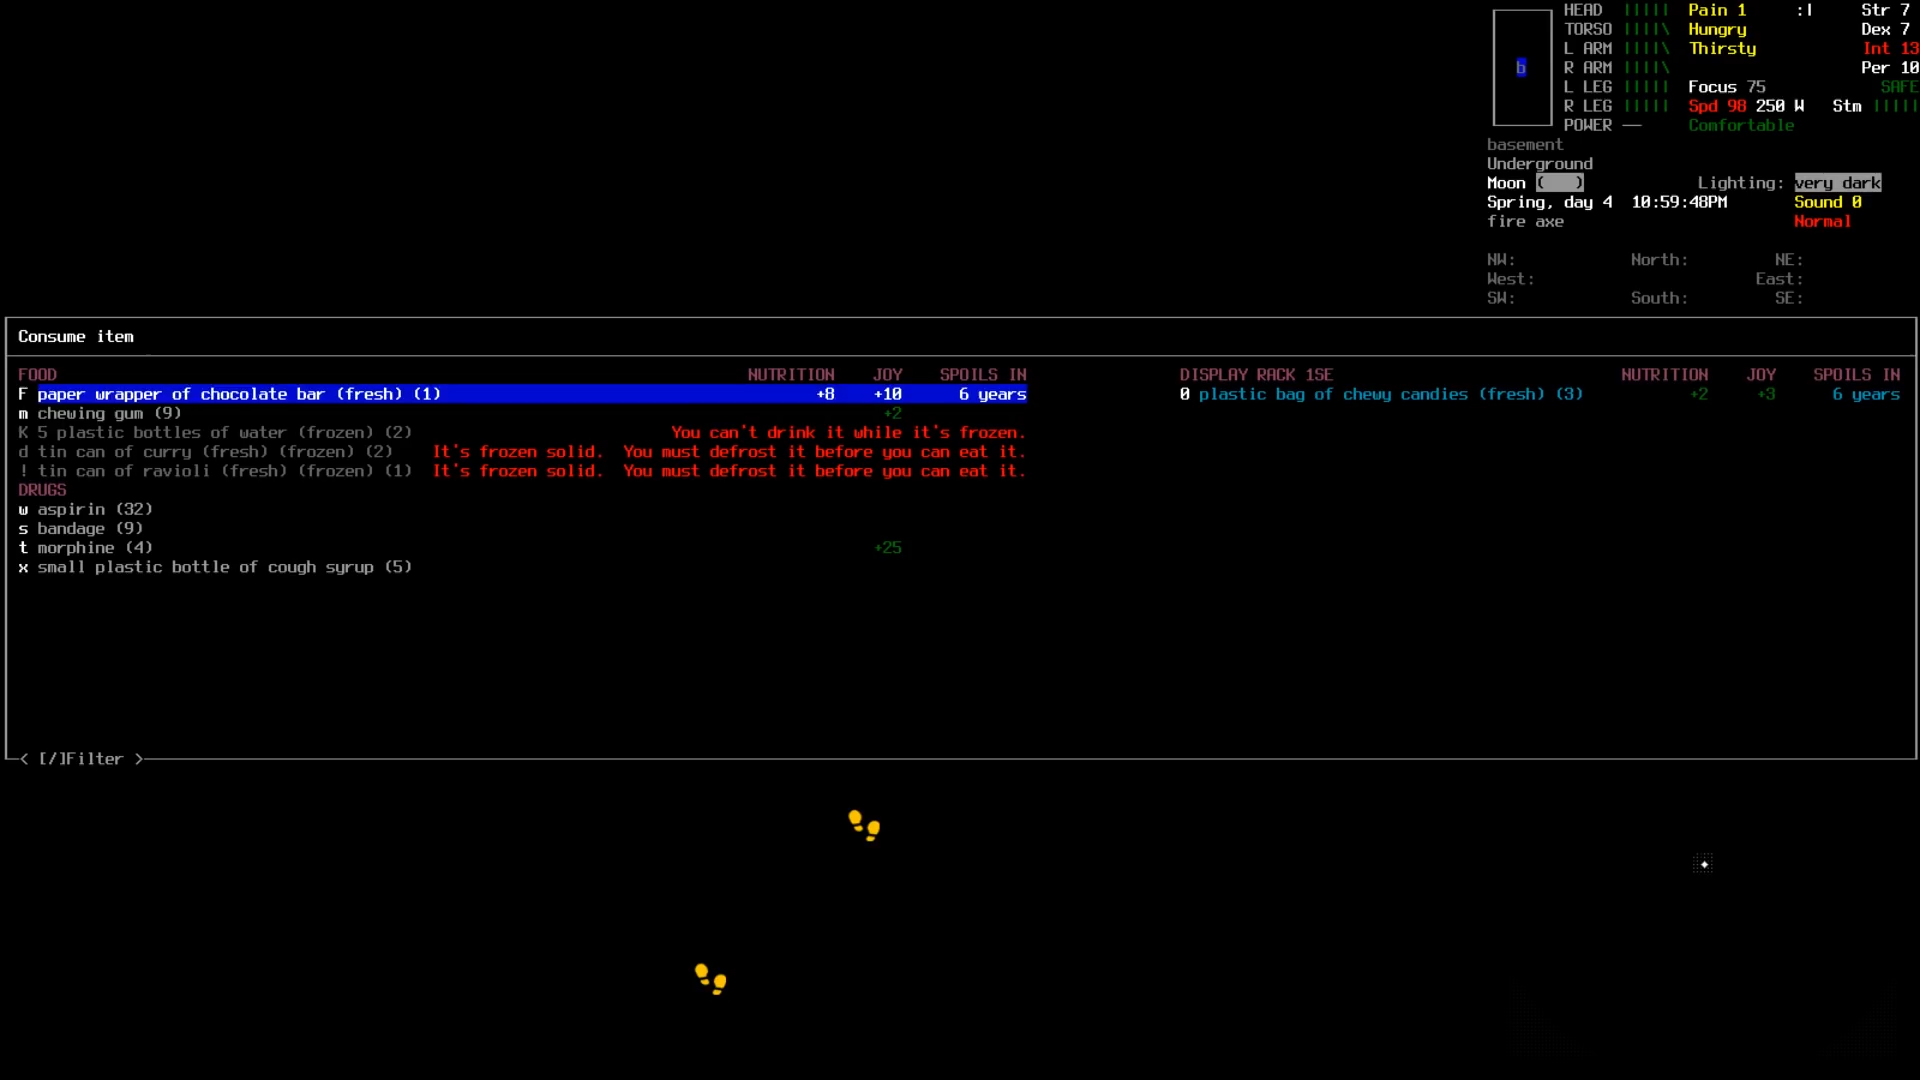 HEAD ||||| Pain 1 :| Str 7
TORSO ||||\ Hungry Dex 7
L ARM ||||\ Thirsty Int 13
R ARM ||||\ Per 10
L LEG ||||| Focus 75 SAFE
R LEG ||||| Spd 98 250 W Stm |||||
POWER —— Comfortable
b
basement
Underground
Moon (   ) Lighting: very dark
Spring, day 4 10:59:48PM Sound 0
fire axe Normal
NW: North: NE:
West: East:
SW: South: SE:
Consume item
FOOD NUTRITION JOY SPOILS IN DISPLAY RACK 1SE NUTRITION JOY SPOILS IN
F paper wrapper of chocolate bar (fresh) (1) +8 +10 6 years 0 plastic bag of chewy candies (fresh) (3) +2 +3 6 years
m chewing gum (9) +2
K 5 plastic bottles of water (frozen) (2) You can't drink it while it's frozen.
d tin can of curry (fresh) (frozen) (2) It's frozen solid. You must defrost it before you can eat it.
! tin can of ravioli (fresh) (frozen) (1) It's frozen solid. You must defrost it before you can eat it.
DRUGS
w aspirin (32)
s bandage (9)
t morphine (4) +25
x small plastic bottle of cough syrup (5)
< [/]Filter >